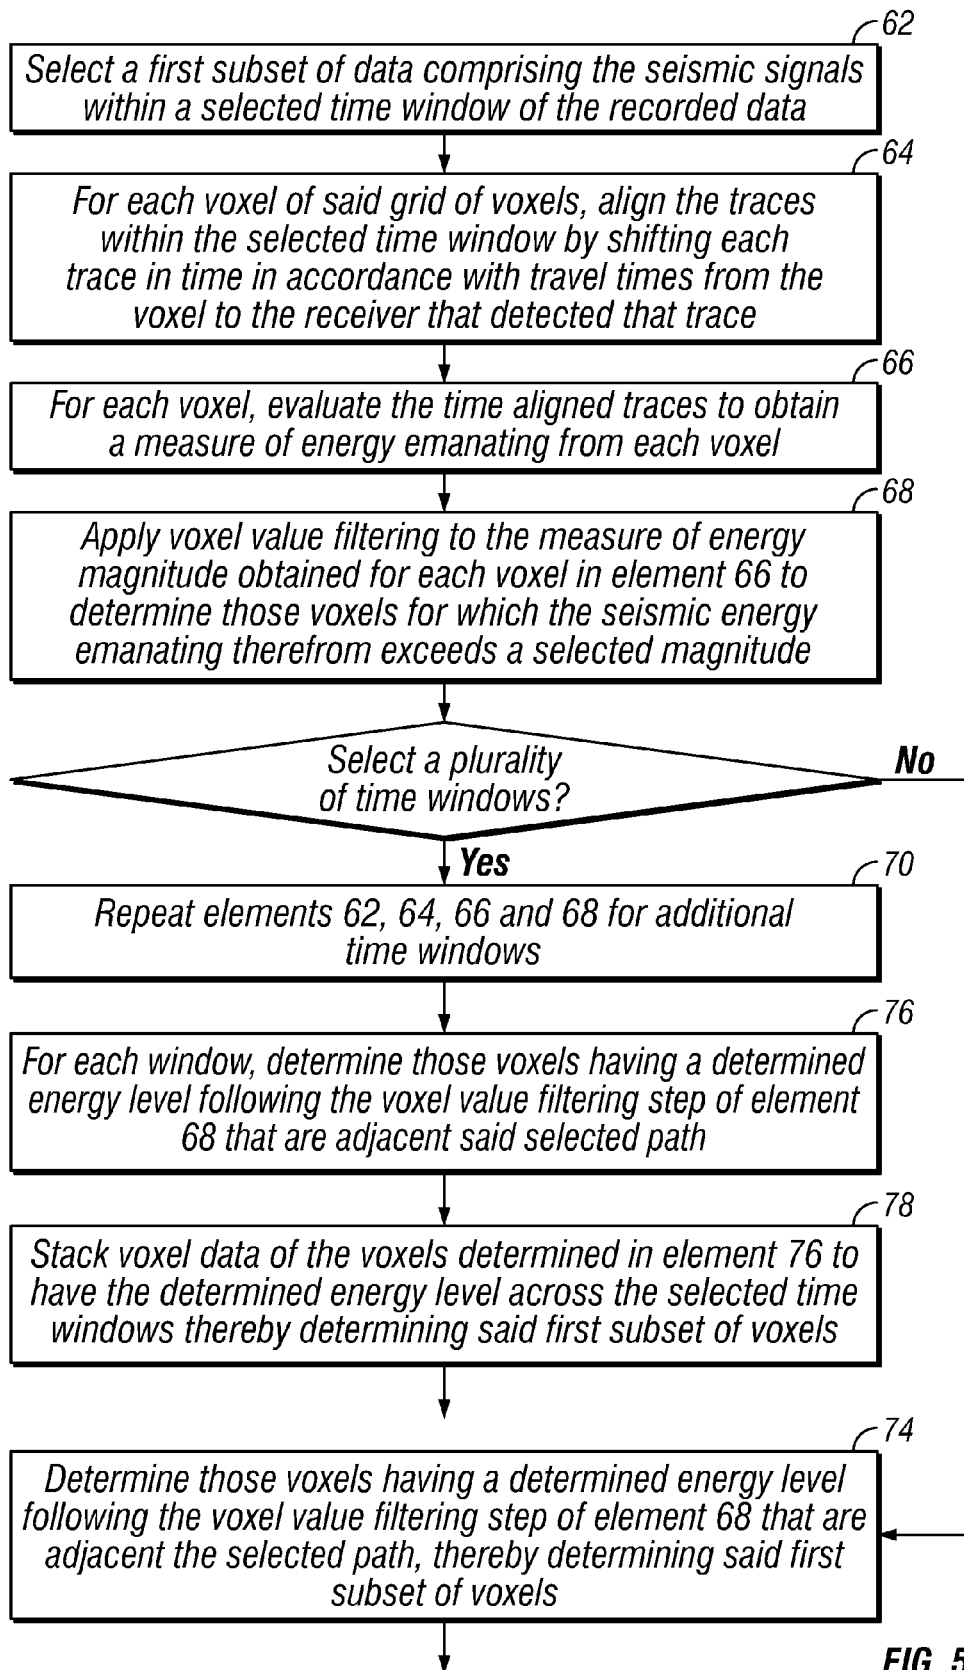 62
Select a first subset of data comprising the seismic signals
within a selected time window of the recorded data
64
For each voxel of said grid of voxels, align the traces
within the selected time window by shifting each
trace in time in accordance with travel times from the
voxel to the receiver that detected that trace
66
For each voxel, evaluate the time aligned traces to obtain
a measure of energy emanating from each voxel
68
Apply voxel value filtering to the measure of energy
magnitude obtained for each voxel in element 66 to
determine those voxels for which the seismic energy
emanating therefrom exceeds a selected magnitude
Select a plurality
of time windows?
No
Yes
70
Repeat elements 62, 64, 66 and 68 for additional
time windows
76
For each window, determine those voxels having a determined
energy level following the voxel value filtering step of element
68 that are adjacent said selected path
78
Stack voxel data of the voxels determined in element 76 to
have the determined energy level across the selected time
windows thereby determining said first subset of voxels
74
Determine those voxels having a determined energy level
following the voxel value filtering step of element 68 that are
adjacent the selected path, thereby determining said first
subset of voxels
FIG. 5